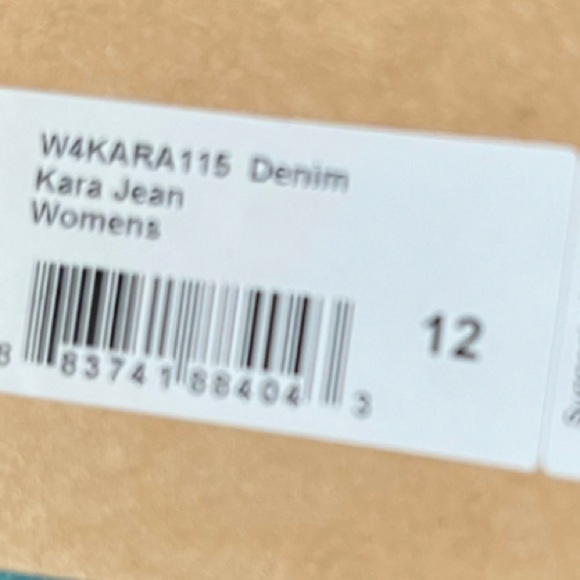 W4KARA115 Denim
Kara Jean
Womens
12
8 83741 88404 3